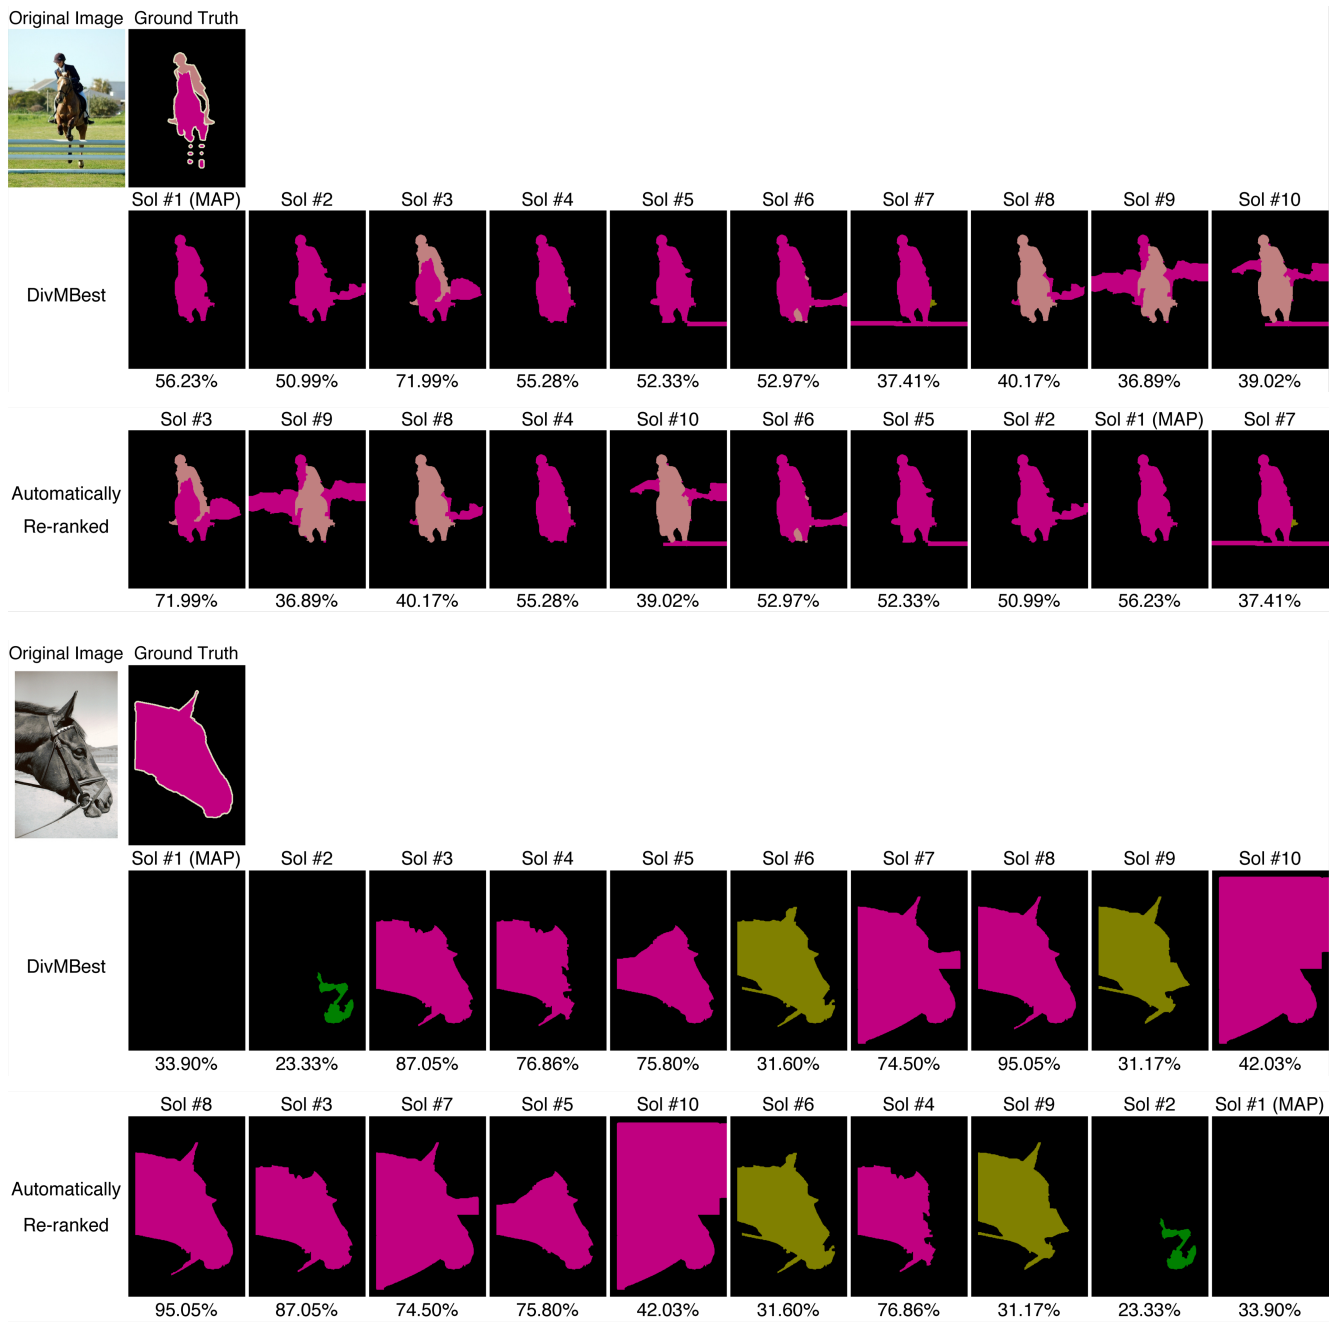 Original Image Ground Truth
Sol #1 (MAP) Sol #2 Sol #3 Sol #4 Sol #5 Sol #6 Sol #7 Sol #8 Sol #9 Sol #10
DivMBest
56.23% 50.99% 71.99% 55.28% 52.33% 52.97% 37.41% 40.17% 36.89% 39.02%
Sol #3 Sol #9 Sol #8 Sol #4 Sol #10 Sol #6 Sol #5 Sol #2 Sol #1 (MAP) Sol #7
Automatically
Re-ranked
71.99% 36.89% 40.17% 55.28% 39.02% 52.97% 52.33% 50.99% 56.23% 37.41%
Original Image Ground Truth
Sol #1 (MAP) Sol #2 Sol #3 Sol #4 Sol #5 Sol #6 Sol #7 Sol #8 Sol #9 Sol #10
DivMBest
33.90% 23.33% 87.05% 76.86% 75.80% 31.60% 74.50% 95.05% 31.17% 42.03%
Sol #8 Sol #3 Sol #7 Sol #5 Sol #10 Sol #6 Sol #4 Sol #9 Sol #2 Sol #1 (MAP)
Automatically
Re-ranked
95.05% 87.05% 74.50% 75.80% 42.03% 31.60% 76.86% 31.17% 23.33% 33.90%